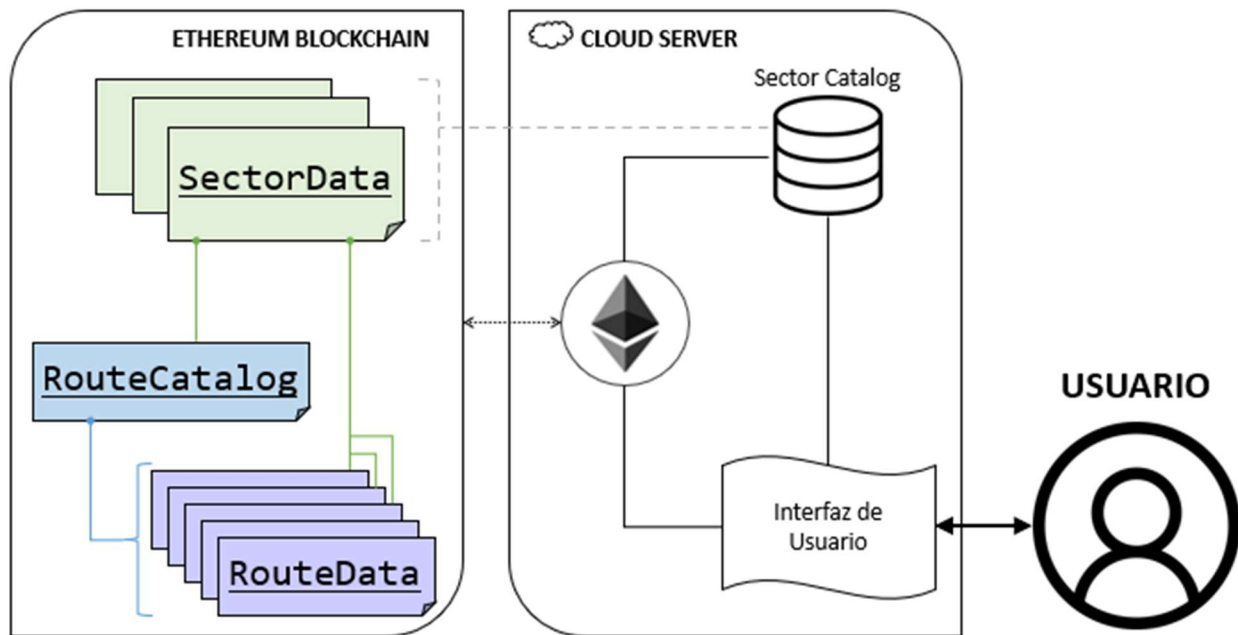 ETHEREUM BLOCKCHAIN
SectorData
RouteCatalog
RouteData
CLOUD SERVER
Sector Catalog
Interfaz de
Usuario
USUARIO